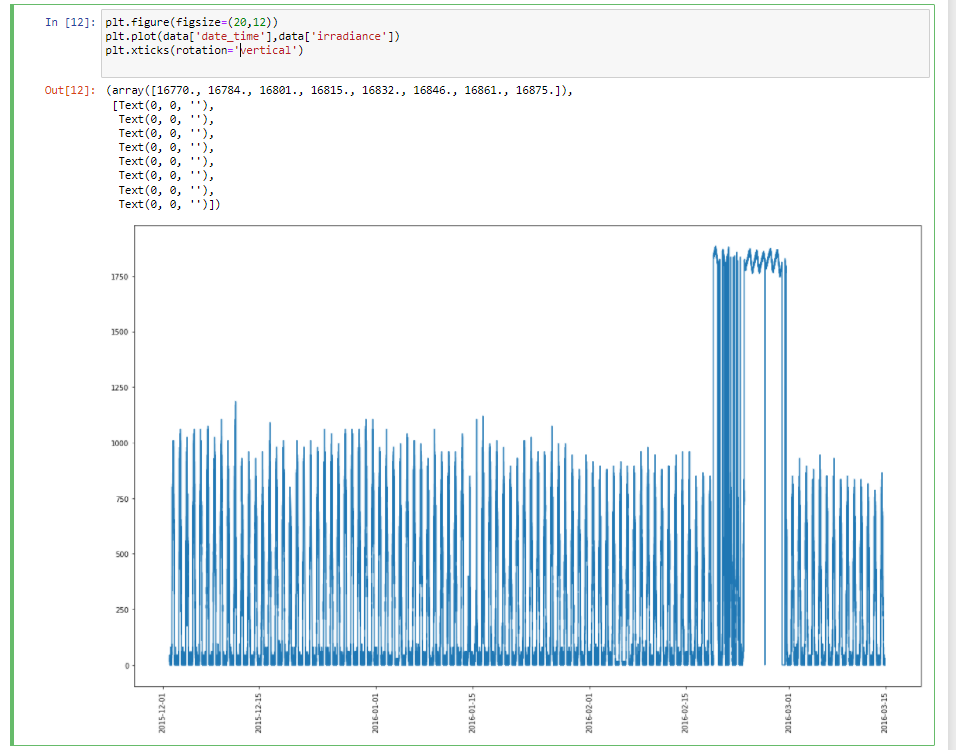 In [12]: plt.figure(figsize=(20,12))
plt.plot(data['date_time'],data['irradiance'])
plt.xticks(rotation='vertical')
Out[12]: (array([16770., 16784., 16801., 16815., 16832., 16846., 16861., 16875.]),
[Text(0, 0, ''),
Text(0, 0, ''),
Text(0, 0, ''),
Text(0, 0, ''),
Text(0, 0, ''),
Text(0, 0, ''),
Text(0, 0, ''),
Text(0, 0, '')])
1750
1500
1250
1000
750
500
250
0
2015-12-01
2015-12-15
2016-01-01
2016-01-15
2016-02-01
2016-02-15
2016-03-01
2016-03-15